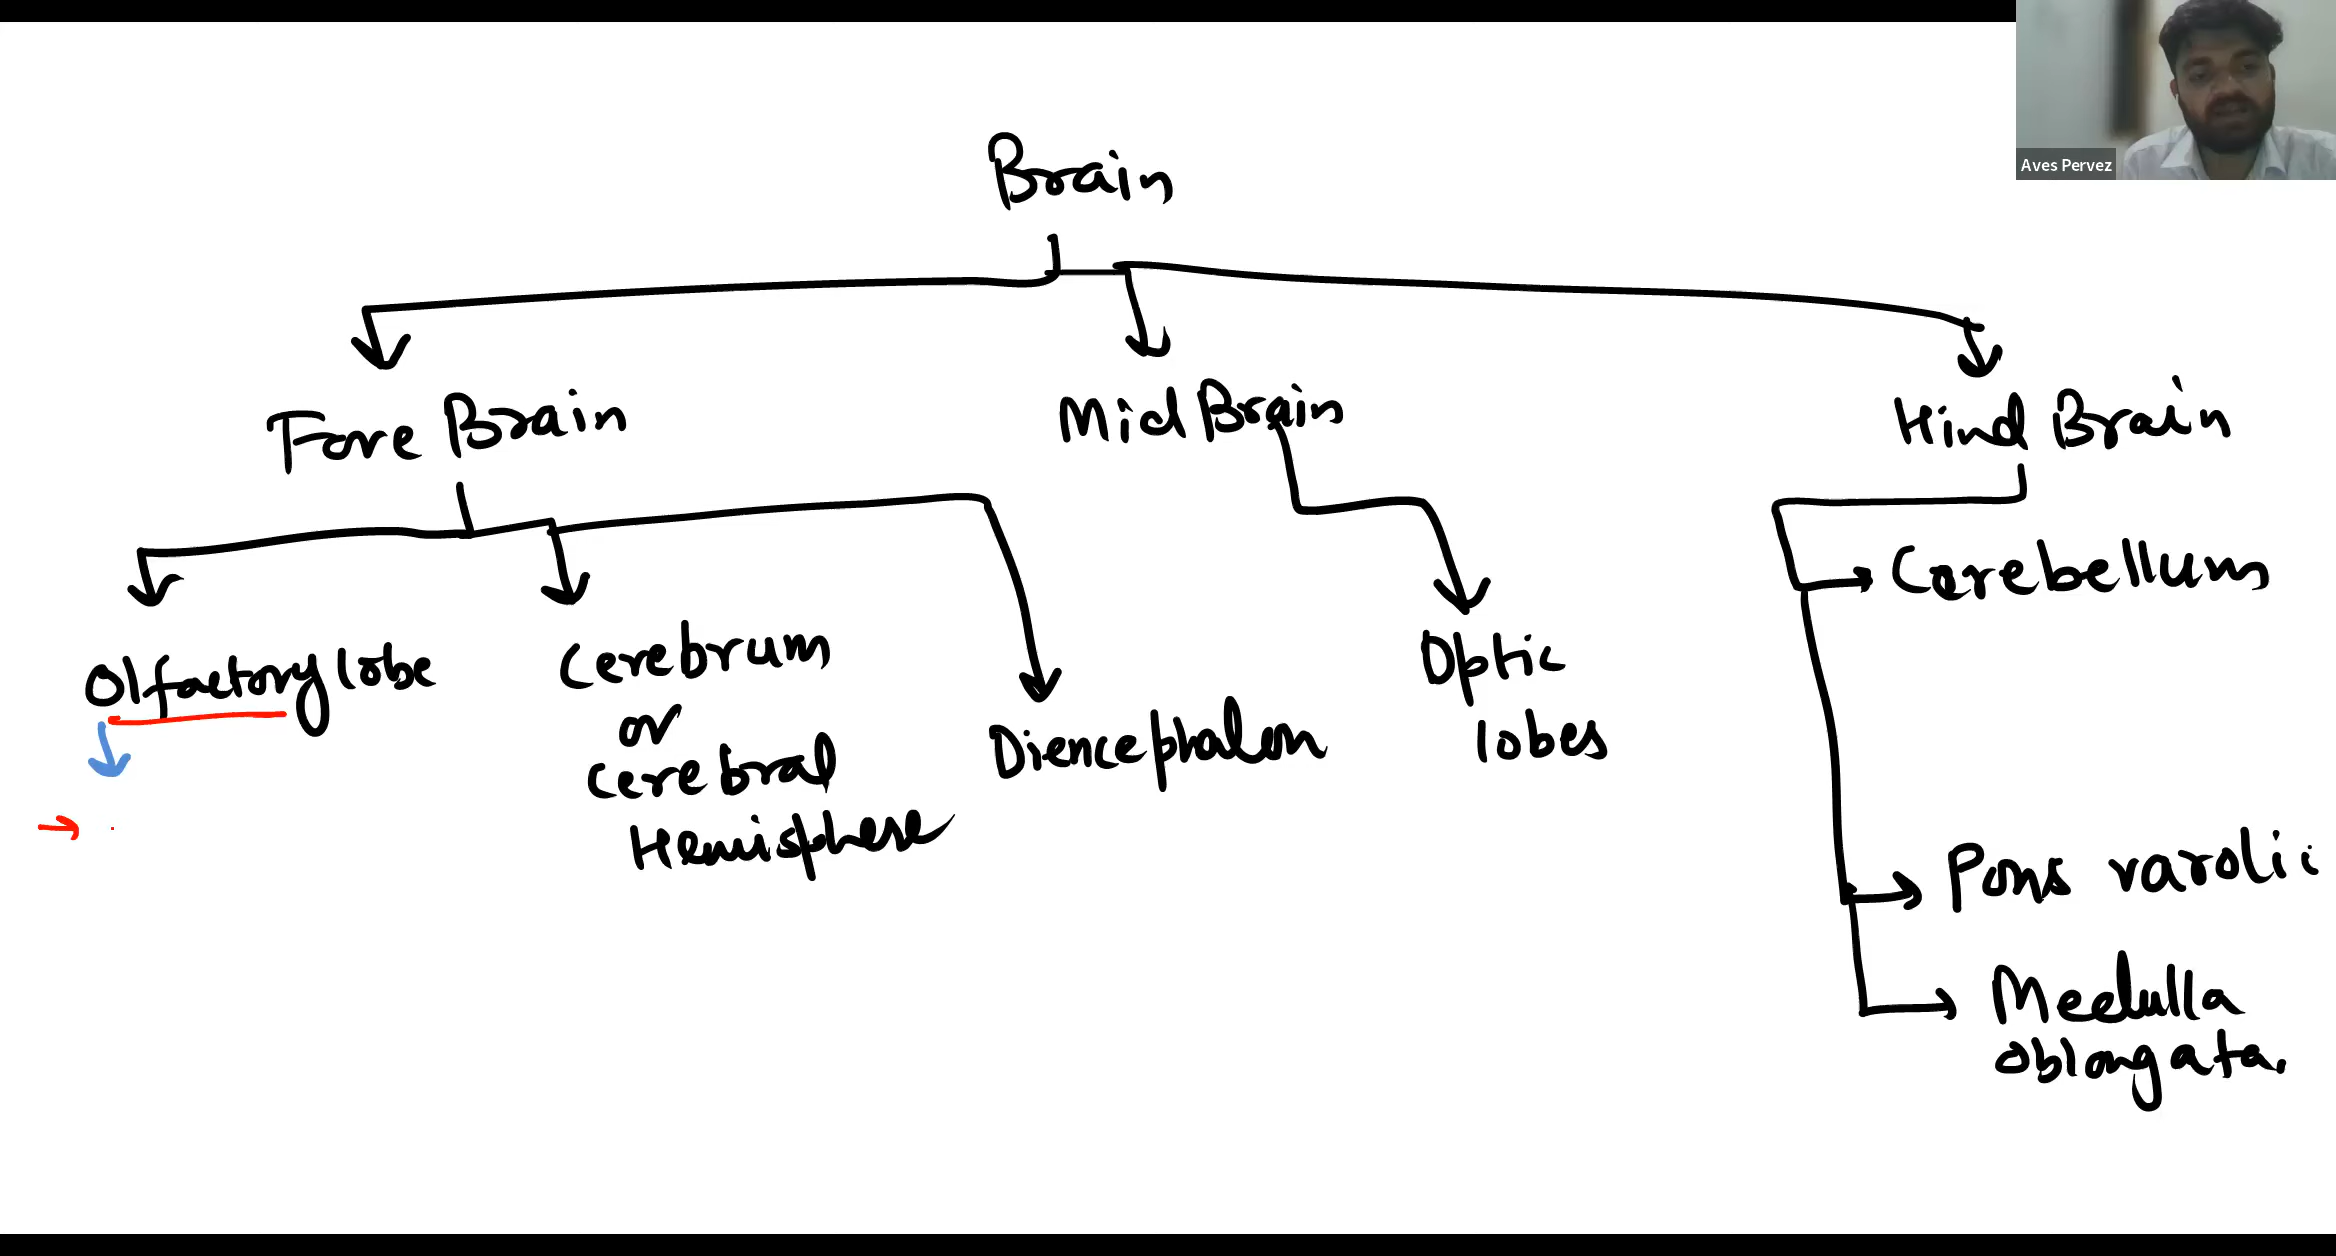 Aves Pervez
Brain
Fore Brain
Mid Brain
Hind Brain
Olfactory lobe
Cerebrum
or
cerebral
Hemisphere
Diencephalon
Optic
lobes
Cerebellum
Pons varolii
Medulla
oblongata.